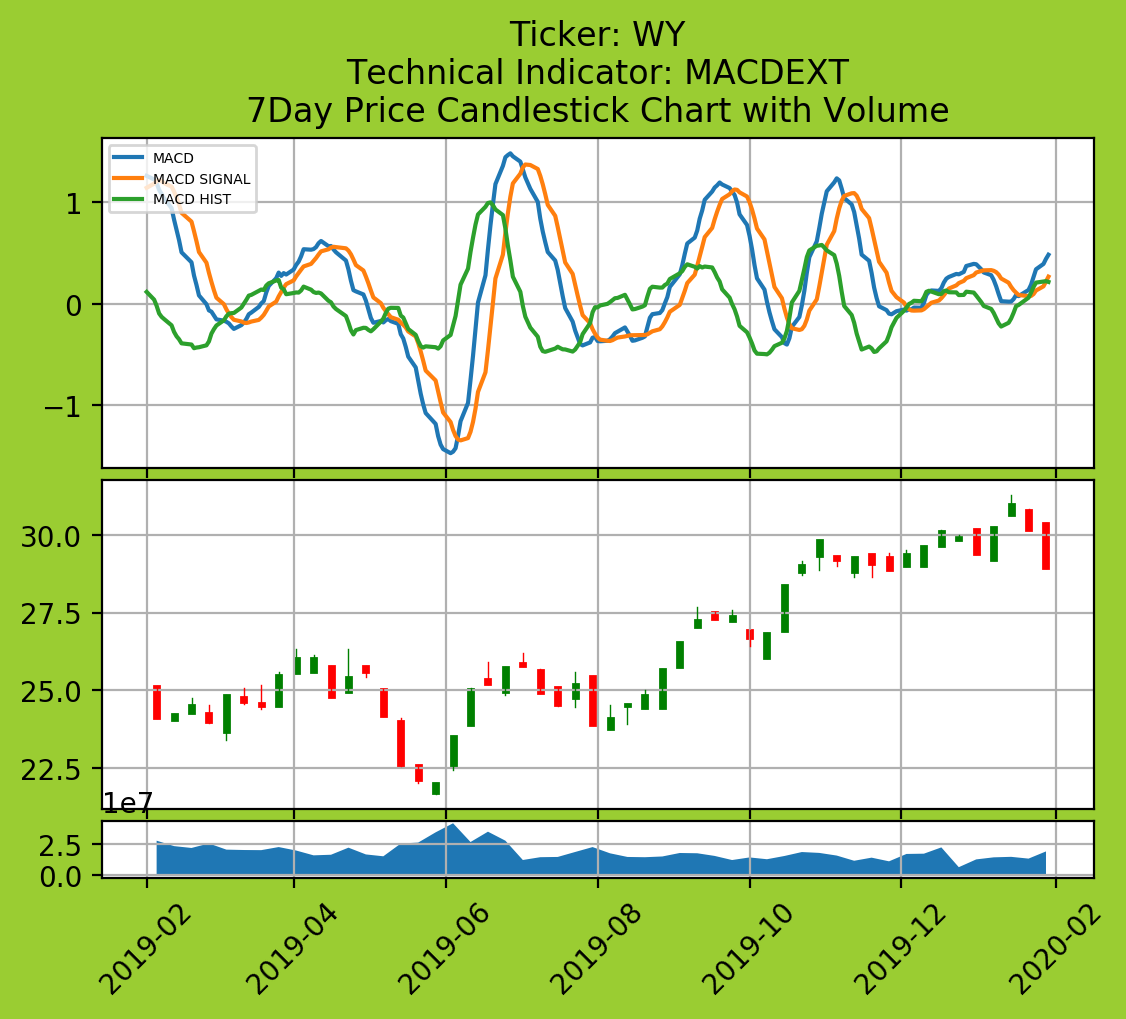 Ticker: WY
Technical Indicator: MACDEXT
7Day Price Candlestick Chart with Volume
MACD
MACD SIGNAL
MACD HIST
1
0
−1
30.0
27.5
25.0
22.5
1e7
2.5
0.0
2019-02
2019-04
2019-06
2019-08
2019-10
2019-12
2020-02